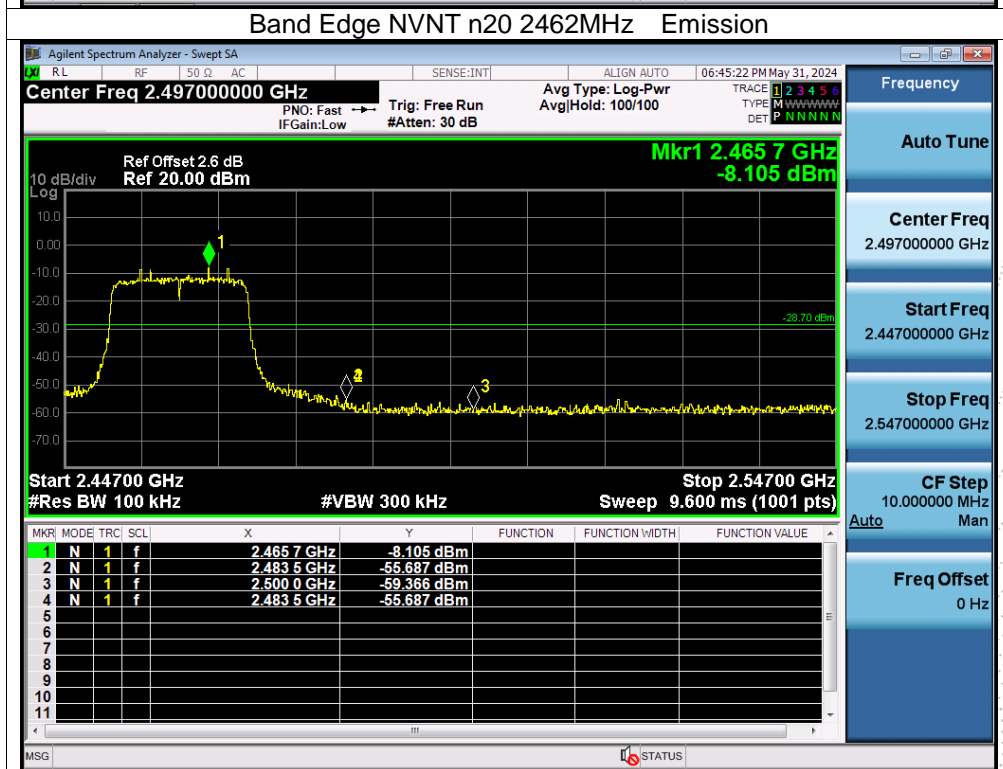 Band Edge NVNT n20 2462MHz Emission
Agilent Spectrum Analyzer - Swept SA
LXI RL RF 50 Ω AC SENSE:INT ALIGN AUTO 06:45:22 PM May 31, 2024
Center Freq 2.497000000 GHz
PNO: Fast
IFGain:Low
Trig: Free Run
#Atten: 30 dB
Avg Type: Log-Pwr
Avg|Hold: 100/100
TRACE 1 2 3 4 5 6
TYPE M WWWWW
DET P N N N N N
Mkr1 2.465 7 GHz
-8.105 dBm
Ref Offset 2.6 dB
10 dB/div Ref 20.00 dBm
Log
10.0
0.00
-10.0
-20.0
-30.0
-40.0
-50.0
-60.0
-70.0
1
-28.70 dBm
3
Start 2.44700 GHz Stop 2.54700 GHz
#Res BW 100 kHz #VBW 300 kHz Sweep 9.600 ms (1001 pts)
MKR MODE TRC SCL X Y FUNCTION FUNCTION WIDTH FUNCTION VALUE
1 N 1 f 2.465 7 GHz -8.105 dBm
2 N 1 f 2.483 5 GHz -55.687 dBm
3 N 1 f 2.500 0 GHz -59.366 dBm
4 N 1 f 2.483 5 GHz -55.687 dBm
5
6
7
8
9
10
11
MSG STATUS
Frequency
Auto Tune
Center Freq
2.497000000 GHz
Start Freq
2.447000000 GHz
Stop Freq
2.547000000 GHz
CF Step
10.000000 MHz
Auto Man
Freq Offset
0 Hz